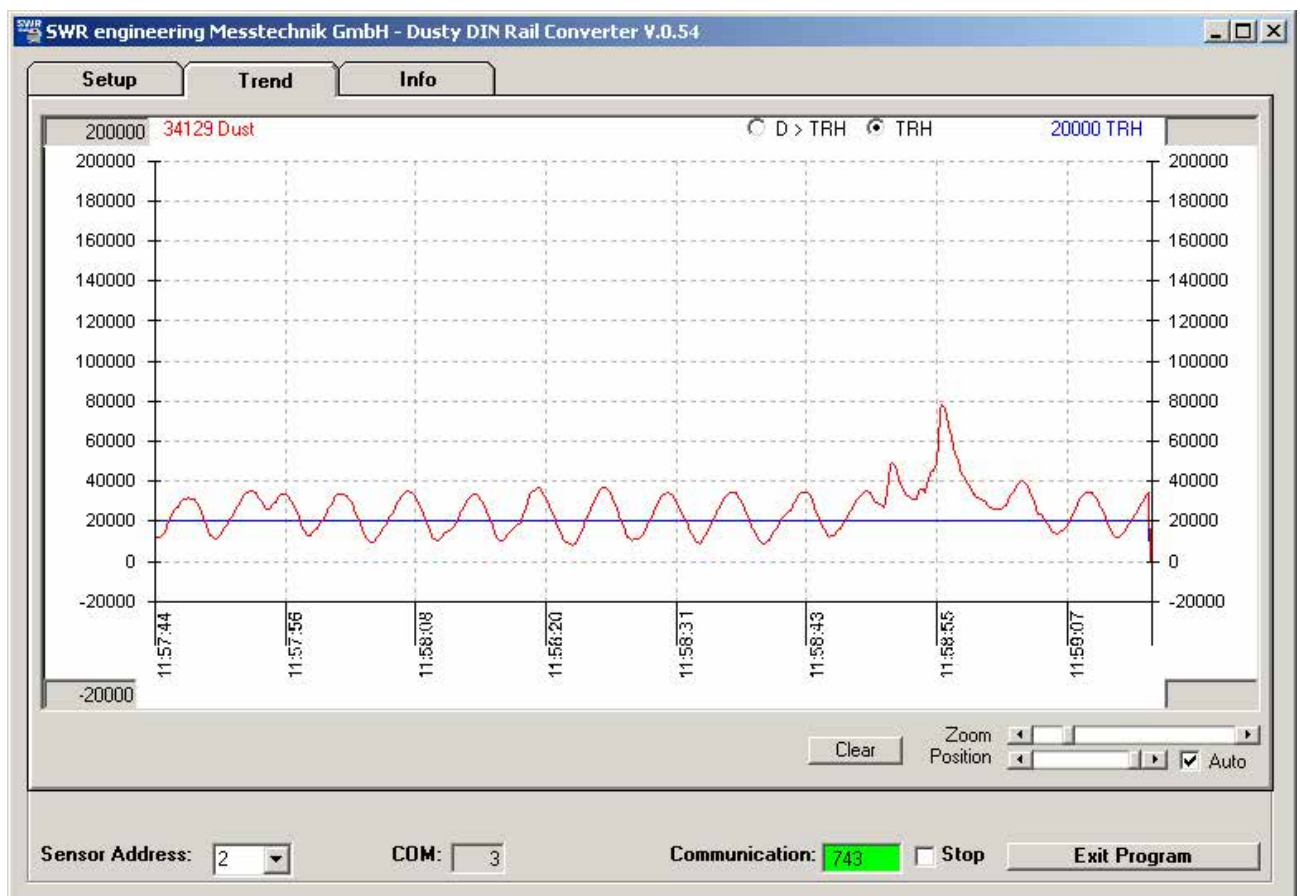 SWR engineering Messtechnik GmbH - Dusty DIN Rail Converter V.0.54
Setup Trend Info
200000 34129 Dust D > TRH TRH 20000 TRH
200000 200000
180000 180000
160000 160000
140000 140000
120000 120000
100000 100000
80000 80000
60000 60000
40000 40000
20000 20000
0 0
-20000 -20000
11:57:44 11:57:56 11:58:08 11:58:20 11:58:31 11:58:43 11:58:55 11:59:07
-20000
Clear Zoom
Position Auto
Sensor Address: 2 COM: 3 Communication: 743 Stop Exit Program